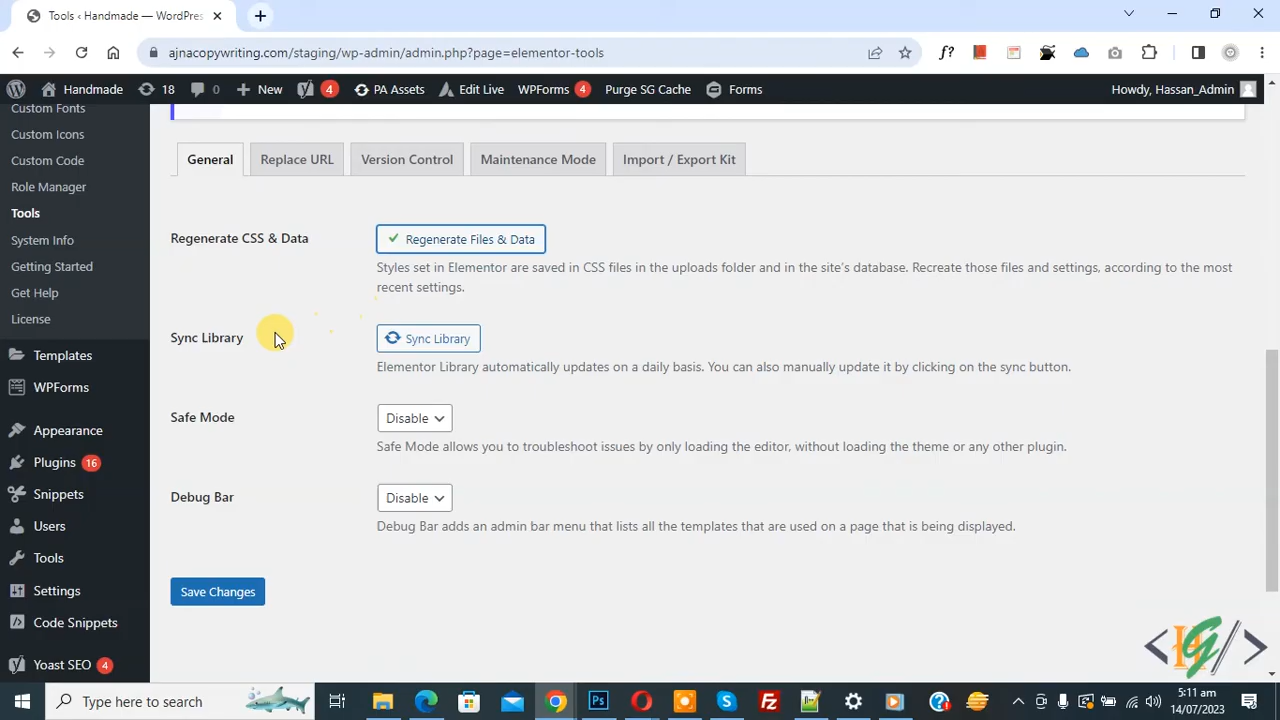 Tools ‹ Handmade — WordPres
ajnacopywriting.com/staging/wp-admin/admin.php?page=elementor-tools
f?
Handmade 18 0 New 4 PA Assets Edit Live WPForms 4 Purge SG Cache Forms Howdy, Hassan_Admin
Custom Fonts
Custom Icons
Custom Code
Role Manager
Tools
System Info
Getting Started
Get Help
License
Templates
WPForms
Appearance
Plugins 16
Snippets
Users
Tools
Settings
Code Snippets
Yoast SEO 4
General Replace URL Version Control Maintenance Mode Import / Export Kit
Regenerate CSS & Data Regenerate Files & Data
Styles set in Elementor are saved in CSS files in the uploads folder and in the site's database. Recreate those files and settings, according to the most
recent settings.
Sync Library Sync Library
Elementor Library automatically updates on a daily basis. You can also manually update it by clicking on the sync button.
Safe Mode Disable
Safe Mode allows you to troubleshoot issues by only loading the editor, without loading the theme or any other plugin.
Debug Bar Disable
Debug Bar adds an admin bar menu that lists all the templates that are used on a page that is being displayed.
Save Changes
<HG/>
Type here to search
5:11 am
14/07/2023